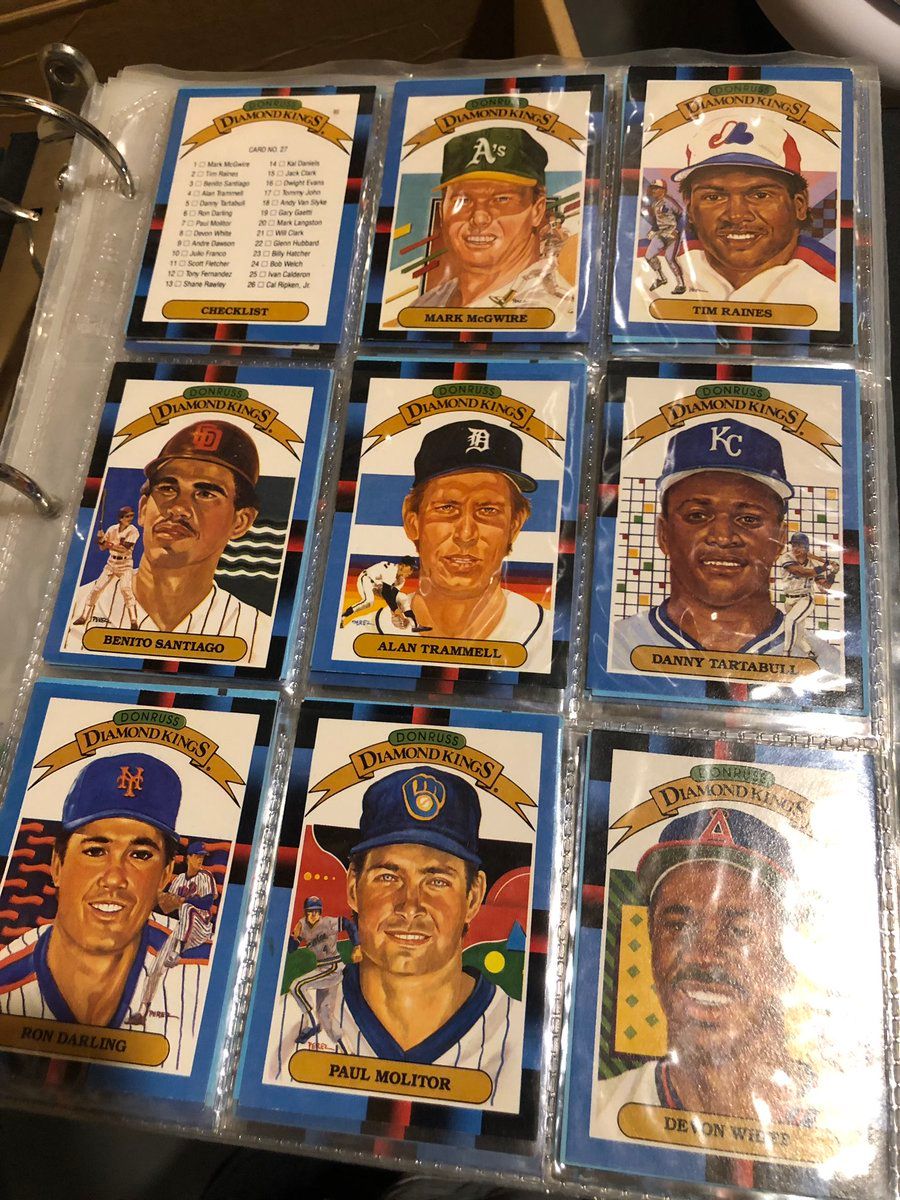 DONRUSS
DIAMOND KINGS
CARD NO. 27
1 Mark McGwire
2 Tim Raines
3 Benito Santiago
4 Alan Trammell
5 Danny Tartabull
6 Ron Darling
7 Paul Molitor
8 Devon White
9 Andre Dawson
10 Julio Franco
11 Scott Fletcher
12 Tony Fernandez
13 Shane Rawley
14 Kal Daniels
15 Jack Clark
16 Dwight Evans
17 Tommy John
18 Andy Van Slyke
19 Gary Gaetti
20 Mark Langston
21 Will Clark
22 Glenn Hubbard
23 Billy Hatcher
24 Bob Welch
25 Ivan Calderon
26 Cal Ripken, Jr.
CHECKLIST
DONRUSS
DIAMOND KINGS
A's
MARK McGWIRE
DONRUSS
DIAMOND KINGS
TIM RAINES
DONRUSS
DIAMOND KINGS
SD
PEREZ
BENITO SANTIAGO
DONRUSS
DIAMOND KINGS
D
PEREZ
ALAN TRAMMELL
DONRUSS
DIAMOND KINGS
KC
DANNY TARTABULL
DONRUSS
DIAMOND KINGS
NY
PEREZ
RON DARLING
DONRUSS
DIAMOND KINGS
PEREZ
PAUL MOLITOR
DONRUSS
DIAMOND KINGS
A
DEVON WHITE